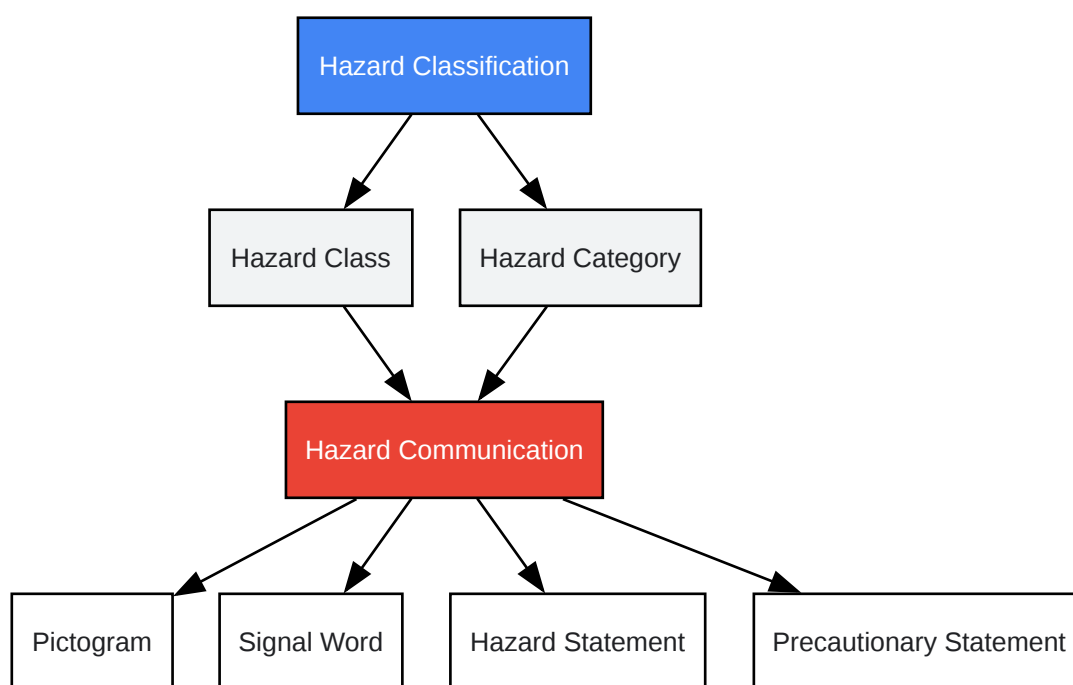 Hazard Classification
Hazard Class
Hazard Category
Hazard Communication
Pictogram
Signal Word
Hazard Statement
Precautionary Statement